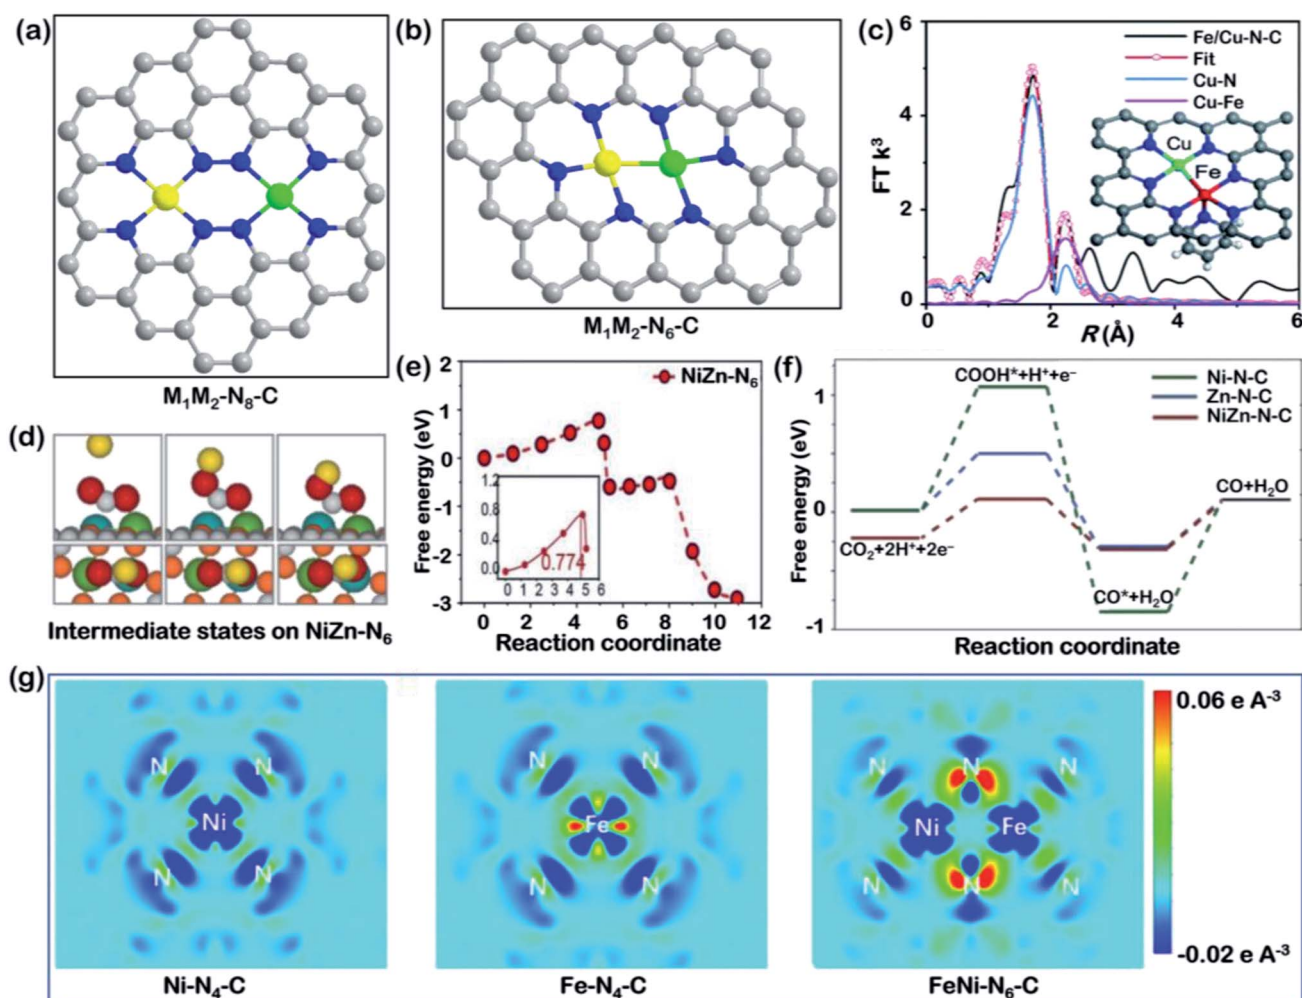 (a)
M₁M₂-N₈-C
(b)
M₁M₂-N₆-C
(c)
6
4
2
0
FT k³
0 2 4 6
R (Å)
Fe/Cu-N-C
Fit
Cu-N
Cu-Fe
Cu
Fe
(d)
Intermediate states on NiZn-N₆
(e)
2
1
0
-1
-2
-3
Free energy (eV)
NiZn-N₆
1.2
0.8
0.4
0.0
0.774
0 1 2 3 4 5 6
0 2 4 6 8 10 12
Reaction coordinate
(f)
1
0
-1
Free energy (eV)
COOH*+H⁺+e⁻
Ni-N-C
Zn-N-C
NiZn-N-C
CO+H₂O
CO₂+2H⁺+2e⁻
CO*+H₂O
Reaction coordinate
(g)
N N
Ni
N N
Ni-N₄-C
N N
Fe
N N
Fe-N₄-C
N N N
Ni Fe
N N N
FeNi-N₆-C
0.06 e A⁻³
-0.02 e A⁻³